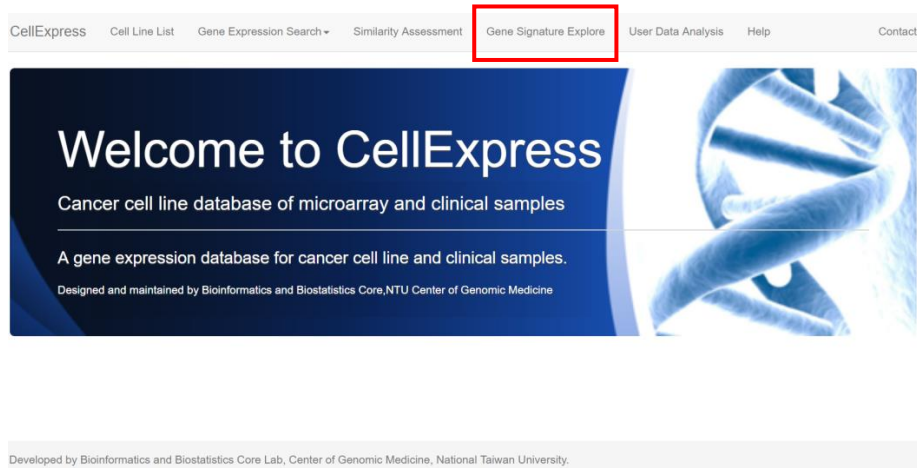 CellExpress Cell Line List Gene Expression Search Similarity Assessment Gene Signature Explore User Data Analysis Help Contact
Welcome to CellExpress
Cancer cell line database of microarray and clinical samples
A gene expression database for cancer cell line and clinical samples.
Designed and maintained by Bioinformatics and Biostatistics Core,NTU Center of Genomic Medicine
Developed by Bioinformatics and Biostatistics Core Lab, Center of Genomic Medicine, National Taiwan University.